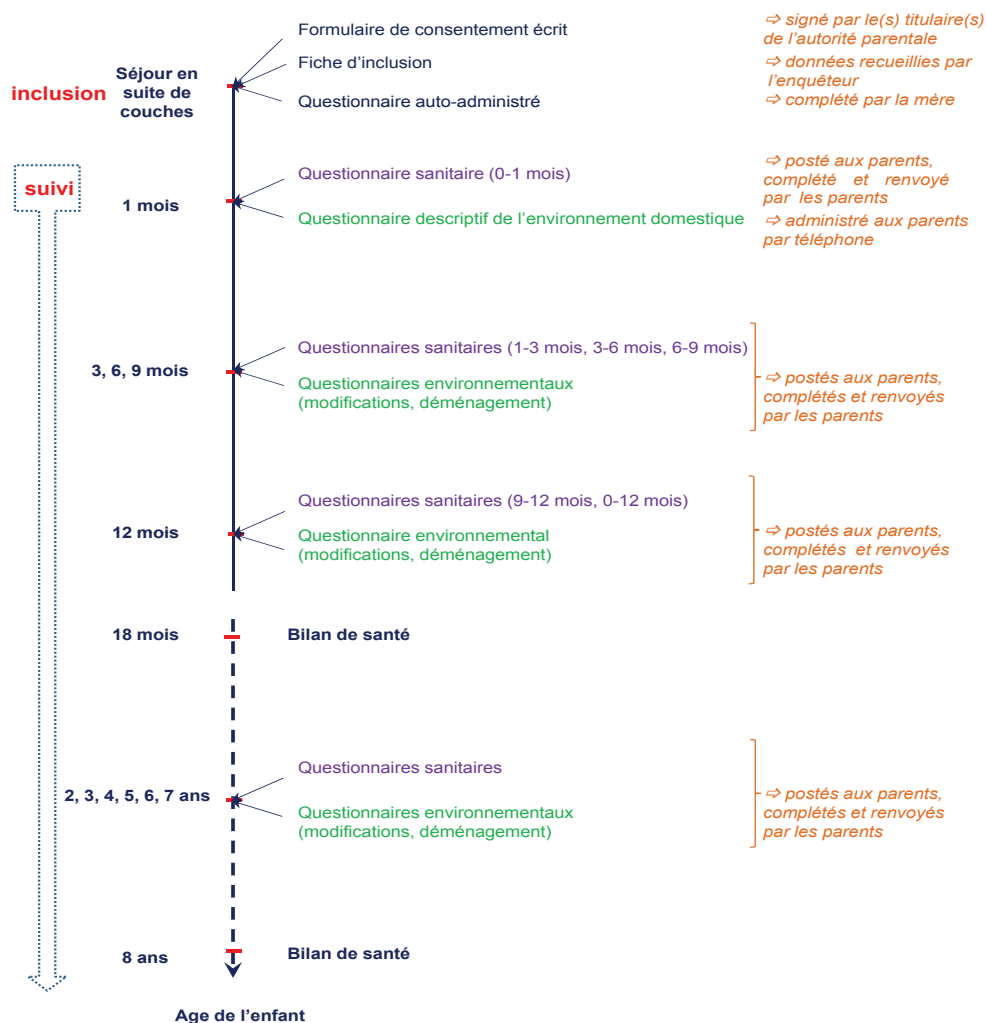 Formulaire de consentement écrit
⇨ signé par le(s) titulaire(s)
de l'autorité parentale
inclusion
Séjour en
suite de
couches
Fiche d'inclusion
⇨ données recueillies par
l'enquêteur
Questionnaire auto-administré
⇨ complété par la mère
suivi
1 mois
Questionnaire sanitaire (0-1 mois)
⇨ posté aux parents,
complété et renvoyé
par les parents
Questionnaire descriptif de l'environnement domestique
⇨ administré aux parents
par téléphone
3, 6, 9 mois
Questionnaires sanitaires (1-3 mois, 3-6 mois, 6-9 mois)
Questionnaires environnementaux
(modifications, déménagement)
⇨ postés aux parents,
complétés et renvoyés
par les parents
12 mois
Questionnaires sanitaires (9-12 mois, 0-12 mois)
Questionnaire environnemental
(modifications, déménagement)
⇨ postés aux parents,
complétés et renvoyés
par les parents
18 mois
Bilan de santé
2, 3, 4, 5, 6, 7 ans
Questionnaires sanitaires
Questionnaires environnementaux
(modifications, déménagement)
⇨ postés aux parents,
complétés et renvoyés
par les parents
8 ans
Bilan de santé
Age de l'enfant